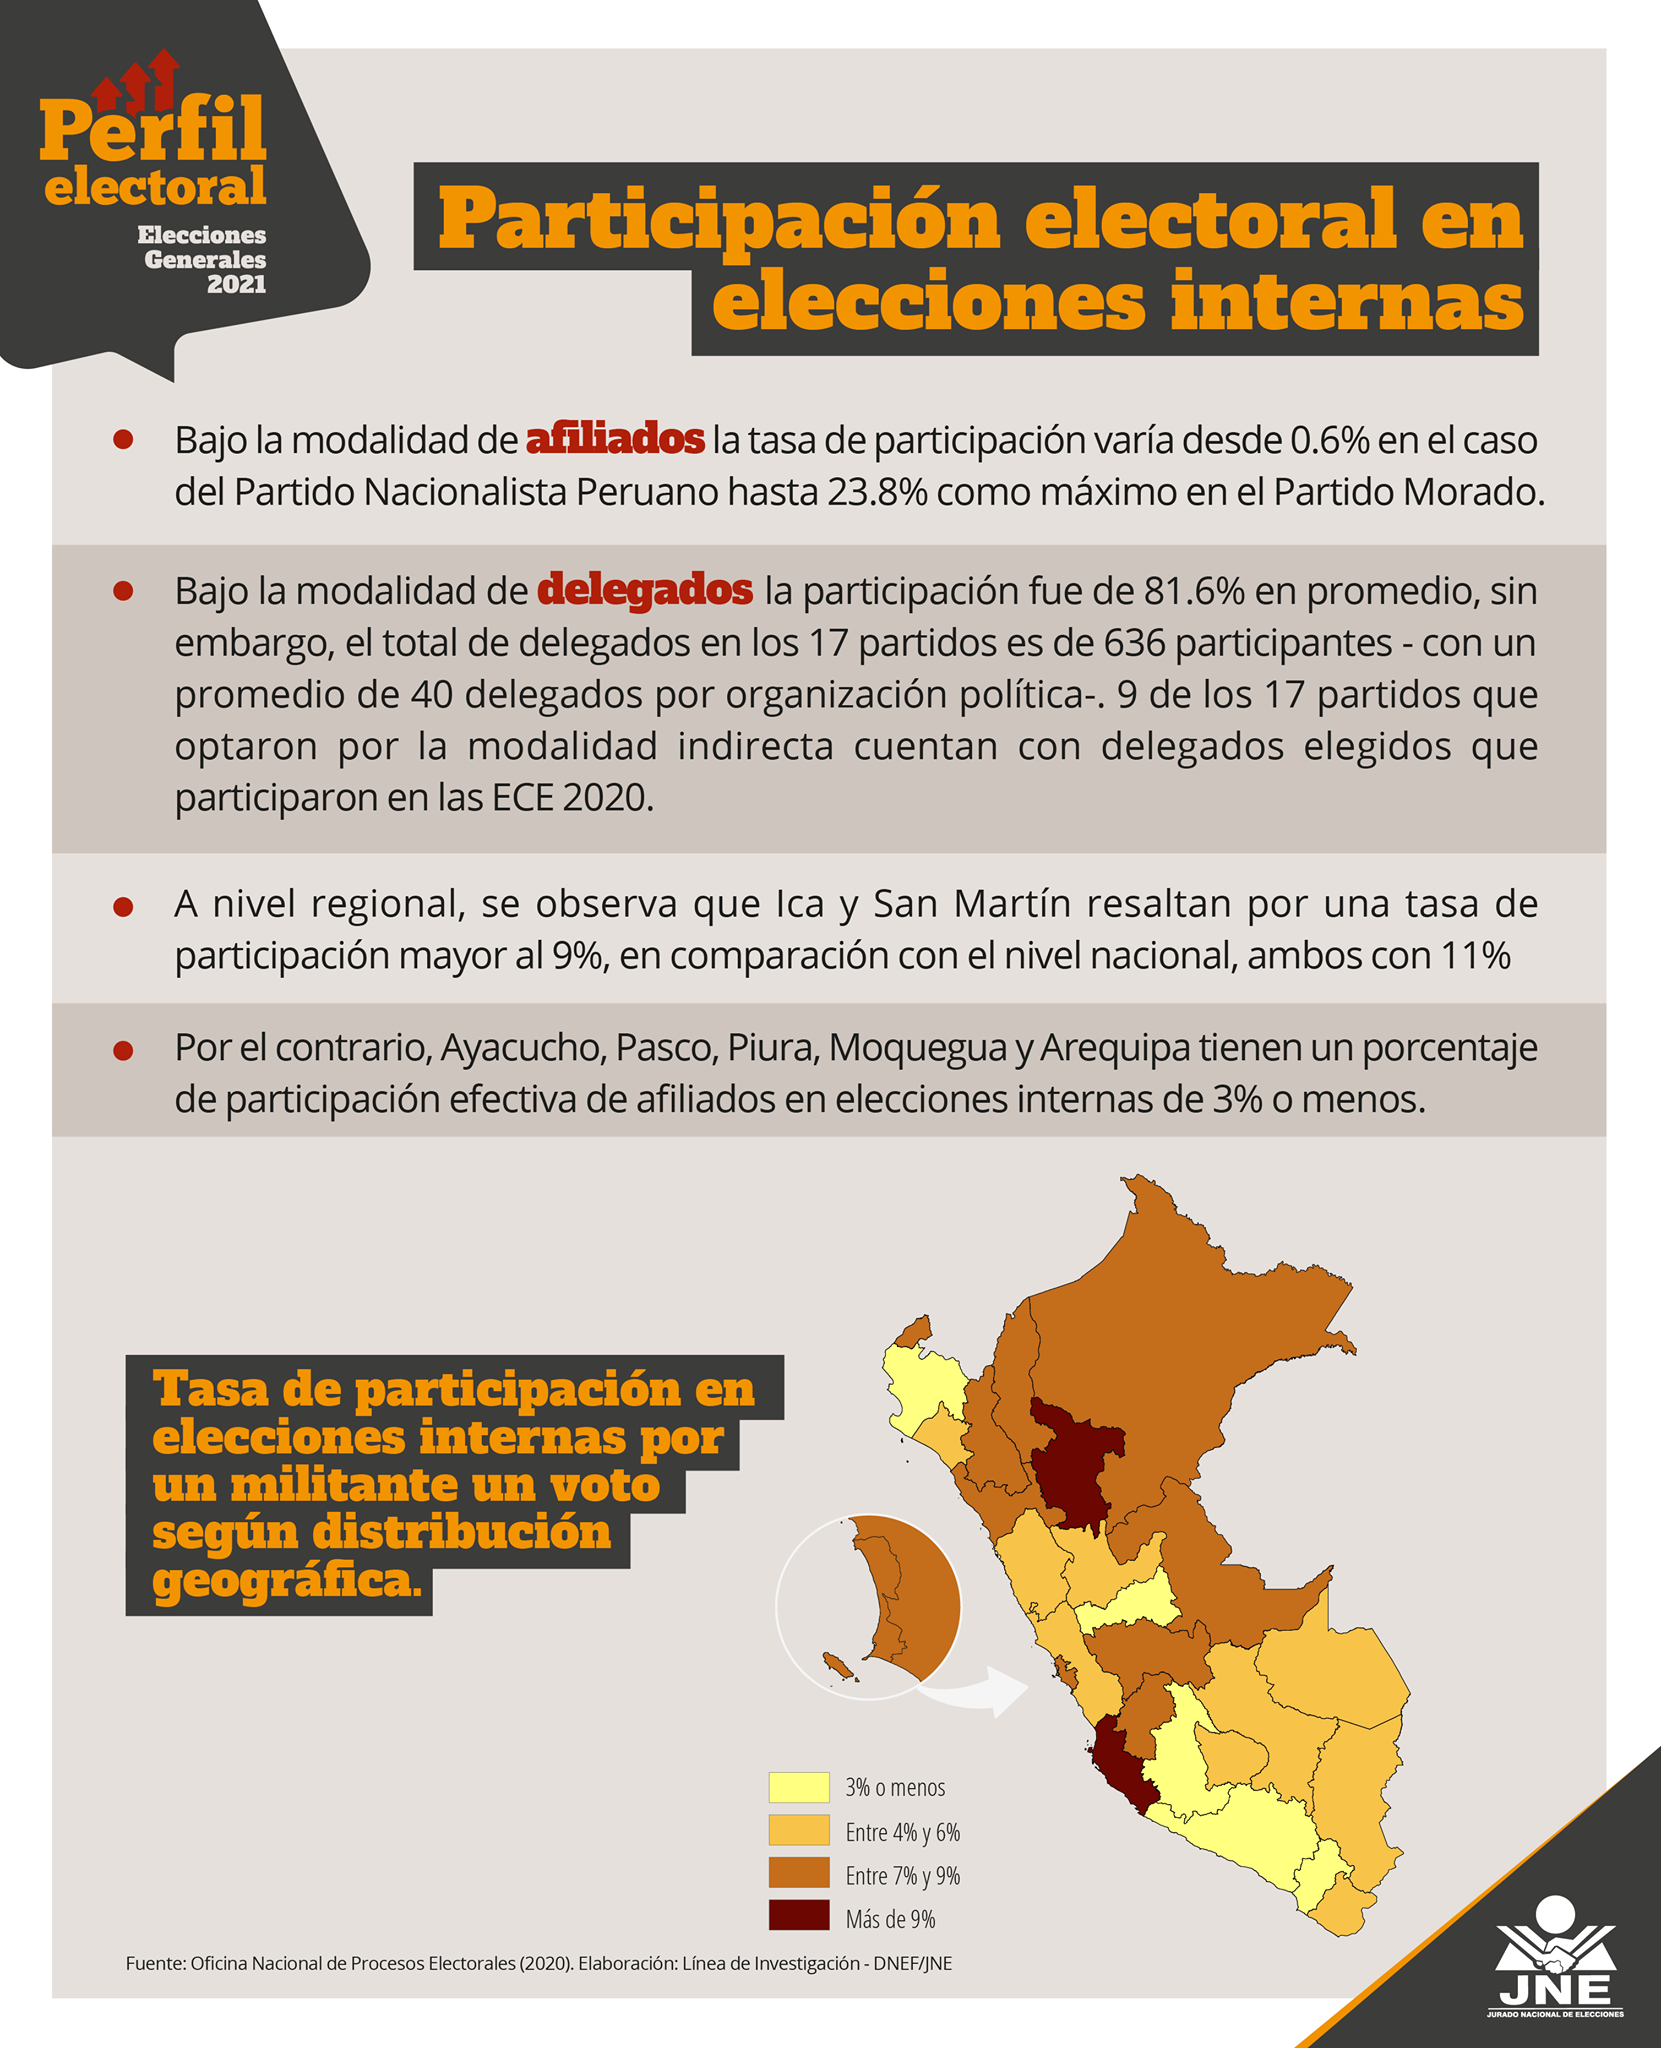 Perfil
electoral
Elecciones
Generales
2021
Participación electoral en
elecciones internas
Bajo la modalidad de afiliados la tasa de participación varía desde 0.6% en el caso
del Partido Nacionalista Peruano hasta 23.8% como máximo en el Partido Morado.
Bajo la modalidad de delegados la participación fue de 81.6% en promedio, sin
embargo, el total de delegados en los 17 partidos es de 636 participantes - con un
promedio de 40 delegados por organización política-. 9 de los 17 partidos que
optaron por la modalidad indirecta cuentan con delegados elegidos que
participaron en las ECE 2020.
A nivel regional, se observa que Ica y San Martín resaltan por una tasa de
participación mayor al 9%, en comparación con el nivel nacional, ambos con 11%
Por el contrario, Ayacucho, Pasco, Piura, Moquegua y Arequipa tienen un porcentaje
de participación efectiva de afiliados en elecciones internas de 3% o menos.
Tasa de participación en
elecciones internas por
un militante un voto
según distribución
geográfica.
3% o menos
Entre 4% y 6%
Entre 7% y 9%
Más de 9%
Fuente: Oficina Nacional de Procesos Electorales (2020). Elaboración: Línea de Investigación - DNEF/JNE
JNE
JURADO NACIONAL DE ELECCIONES